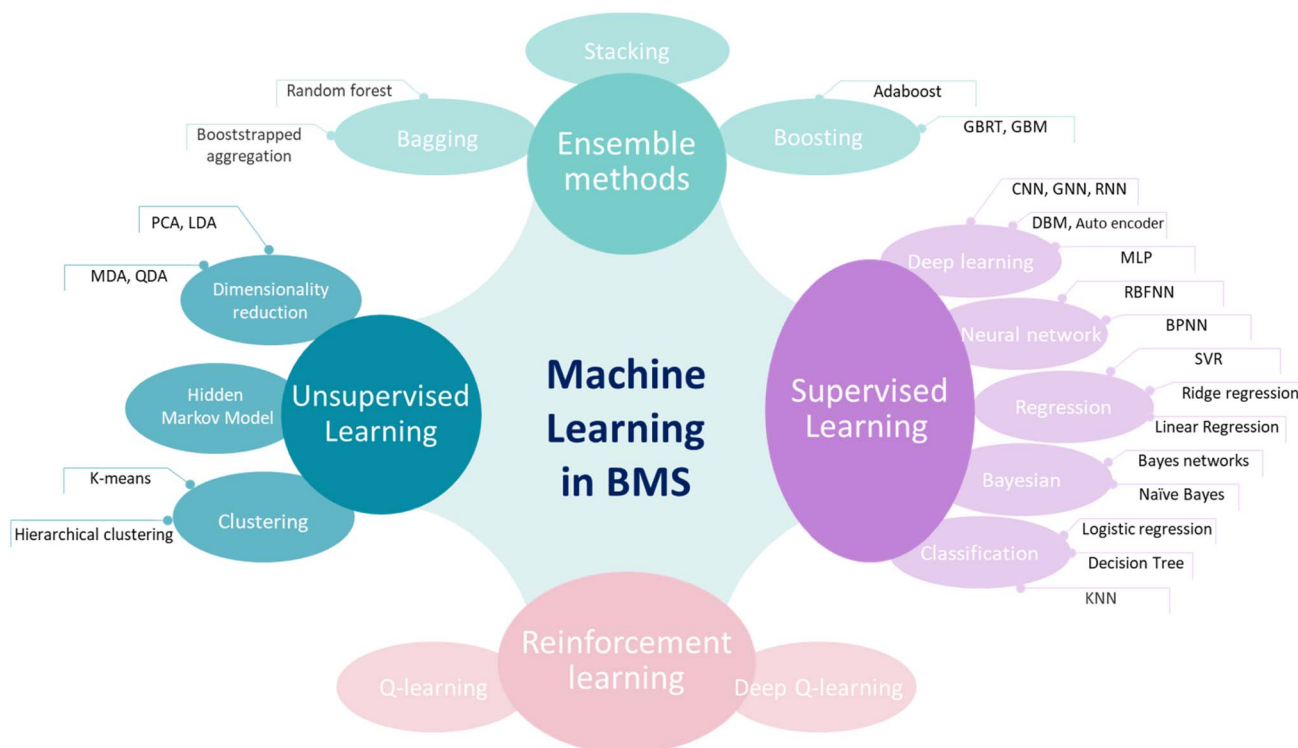 Stacking
Random forest
Booststrapped
aggregation
Bagging
Ensemble
methods
Boosting
Adaboost
GBRT, GBM
PCA, LDA
MDA, QDA
Dimensionality
reduction
Hidden
Markov Model
Unsupervised
Learning
K-means
Hierarchical clustering
Clustering
Machine
Learning
in BMS
Supervised
Learning
CNN, GNN, RNN
DBM, Auto encoder
Deep learning
MLP
RBFNN
Neural network
BPNN
SVR
Regression
Ridge regression
Linear Regression
Bayesian
Bayes networks
Naïve Bayes
Classification
Logistic regression
Decision Tree
KNN
Reinforcement
learning
Q-learning
Deep Q-learning